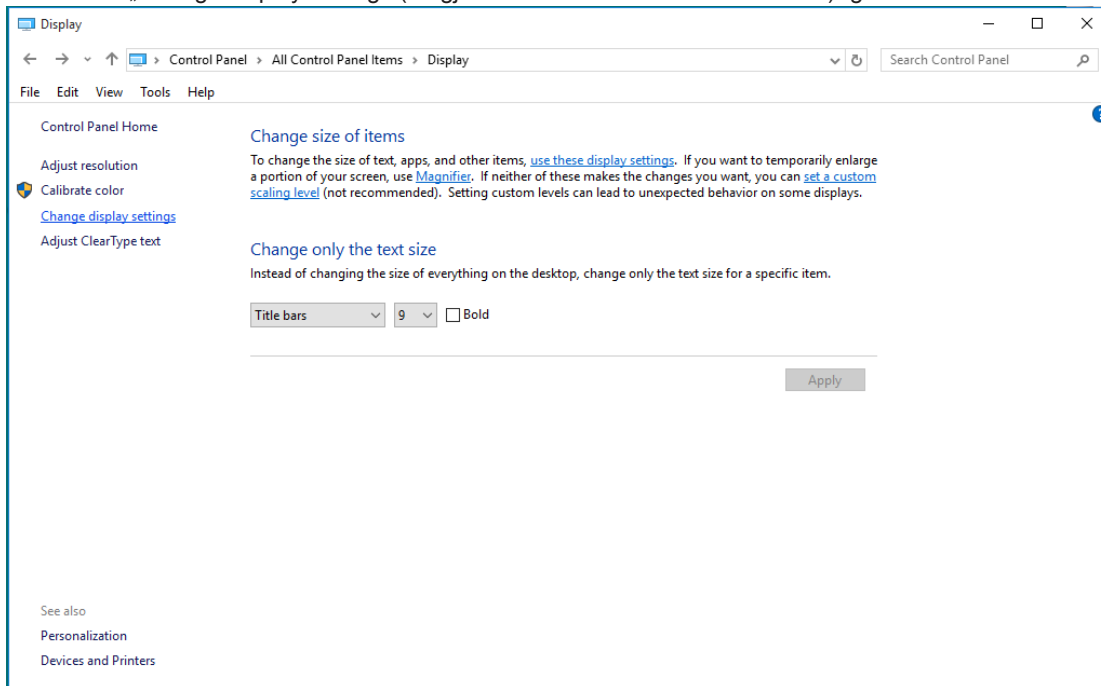 Display
Control Panel > All Control Panel Items > Display
Search Control Panel
File Edit View Tools Help
Control Panel Home
Adjust resolution
Calibrate color
Change display settings
Adjust ClearType text
Change size of items
To change the size of text, apps, and other items, use these display settings. If you want to temporarily enlarge
a portion of your screen, use Magnifier. If neither of these makes the changes you want, you can set a custom
scaling level (not recommended). Setting custom levels can lead to unexpected behavior on some displays.
Change only the text size
Instead of changing the size of everything on the desktop, change only the text size for a specific item.
Title bars 9 Bold
Apply
See also
Personalization
Devices and Printers